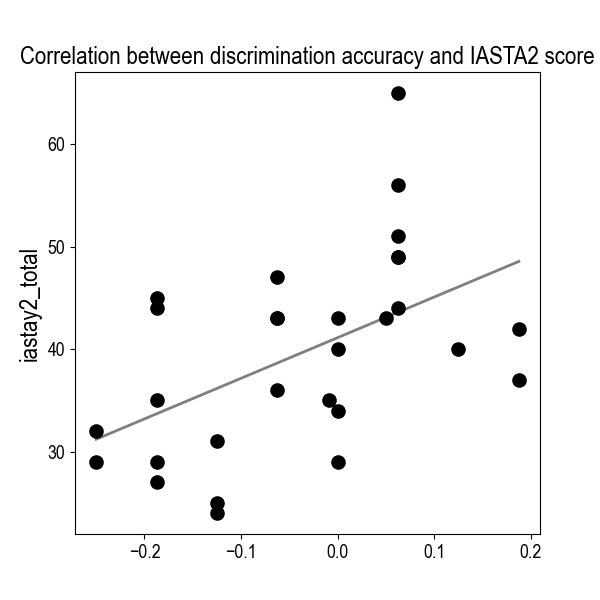 Correlation between discrimination accuracy and IASTA2 score
iastay2_total
60
50
40
30
−0.2 −0.1 0.0 0.1 0.2